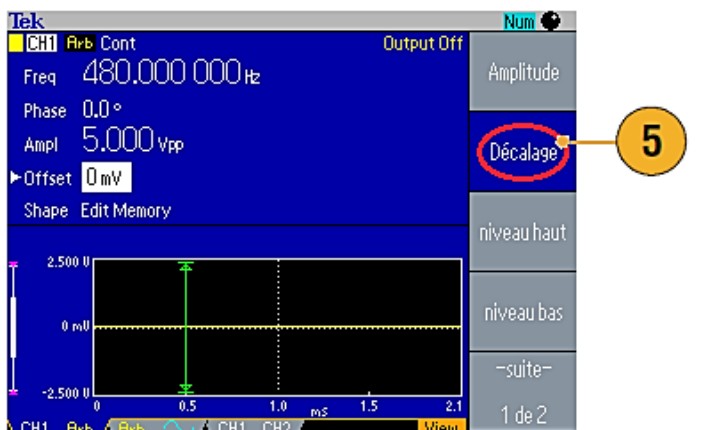 Tek Num
CH1 Arb Cont Output Off
Freq 480.000 000 Hz
Phase 0.0 °
Ampl 5.000 Vpp
Offset 0 mV
Shape Edit Memory
Amplitude
Décalage
5
niveau haut
niveau bas
-suite-
1 de 2
2.500 V
0 mV
-2.500 V
0 0.5 1.0 ms 1.5 2.1
CH1 Arb Arb CH1 CH2 View